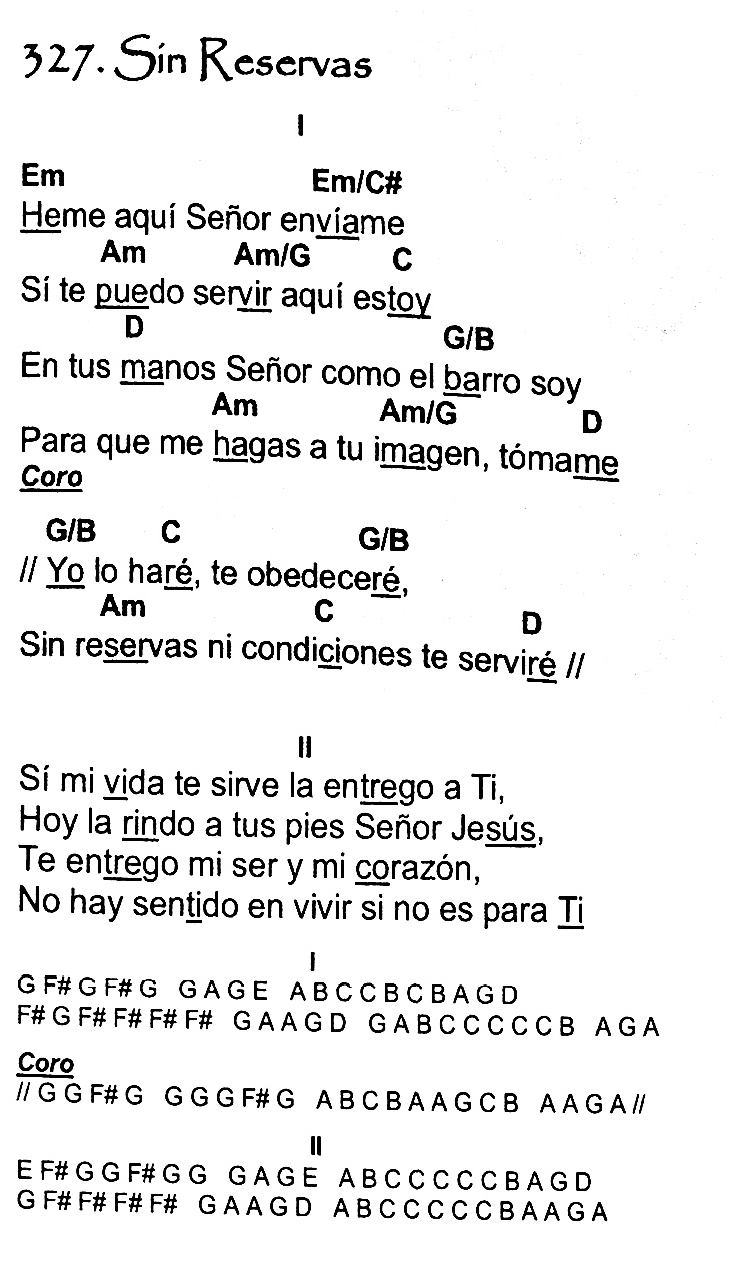 327. Sin Reservas
I
Em Em/C#
Heme aquí Señor envíame
Am Am/G C
Sí te puedo servir aquí estoy
D G/B
En tus manos Señor como el barro soy
Am Am/G D
Para que me hagas a tu imagen, tómame
Coro
G/B C G/B
// Yo lo haré, te obedeceré,
Am C D
Sin reservas ni condiciones te serviré //
II
Sí mi vida te sirve la entrego a Ti,
Hoy la rindo a tus pies Señor Jesús,
Te entrego mi ser y mi corazón,
No hay sentido en vivir si no es para Ti
I
G F# G F# G G A G E A B C C B C B A G D
F# G F# F# F# F# G A A G D G A B C C C C C B A G A
Coro
// G G F# G G G G F# G A B C B A A G C B A A G A //
II
E F# G G F# G G G A G E A B C C C C C B A G D
G F# F# F# F# G A A G D A B C C C C C B A A G A